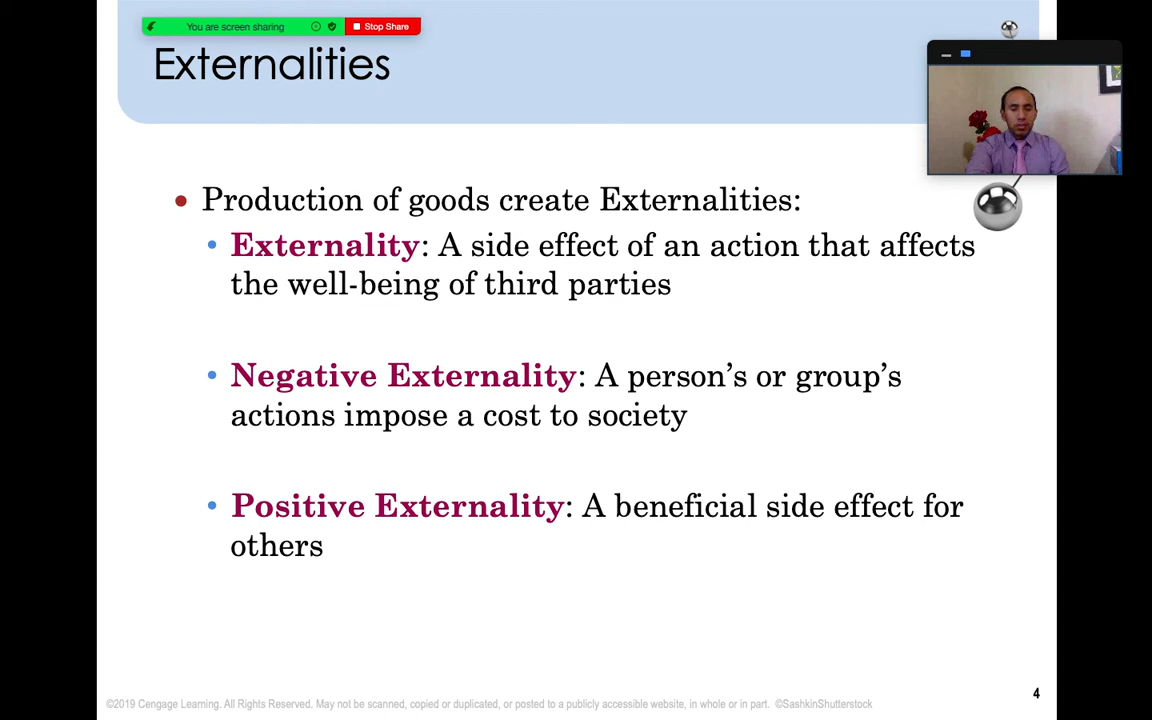 You are screen sharing
Stop Share
Externalities
• Production of goods create Externalities:
• Externality: A side effect of an action that affects
the well-being of third parties
• Negative Externality: A person’s or group’s
actions impose a cost to society
• Positive Externality: A beneficial side effect for
others
4
©2019 Cengage Learning. All Rights Reserved. May not be scanned, copied or duplicated, or posted to a publicly accessible website, in whole or in part. ©SashkinShutterstock